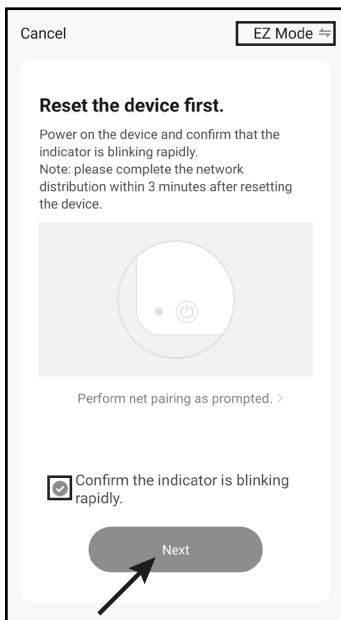 Cancel
EZ Mode
Reset the device first.
Power on the device and confirm that the
indicator is blinking rapidly.
Note: please complete the network
distribution within 3 minutes after resetting
the device.
Perform net pairing as prompted. >
Confirm the indicator is blinking
rapidly.
Next